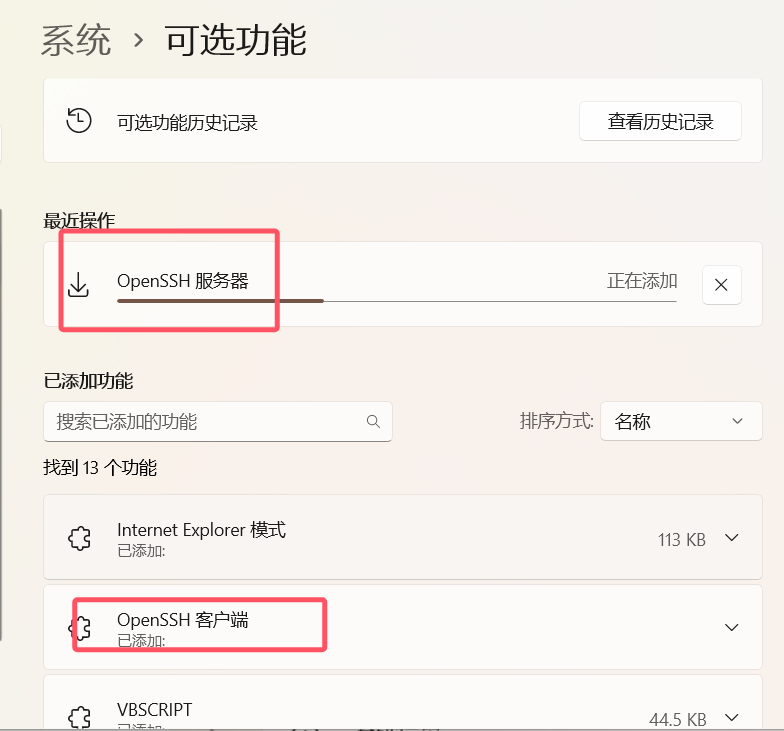 系统 › 可选功能
可选功能历史记录 查看历史记录
最近操作
OpenSSH 服务器 正在添加
已添加功能
搜索已添加的功能 排序方式: 名称
找到 13 个功能
Internet Explorer 模式
已添加:
113 KB
OpenSSH 客户端
已添加:
VBSCRIPT
44.5 KB